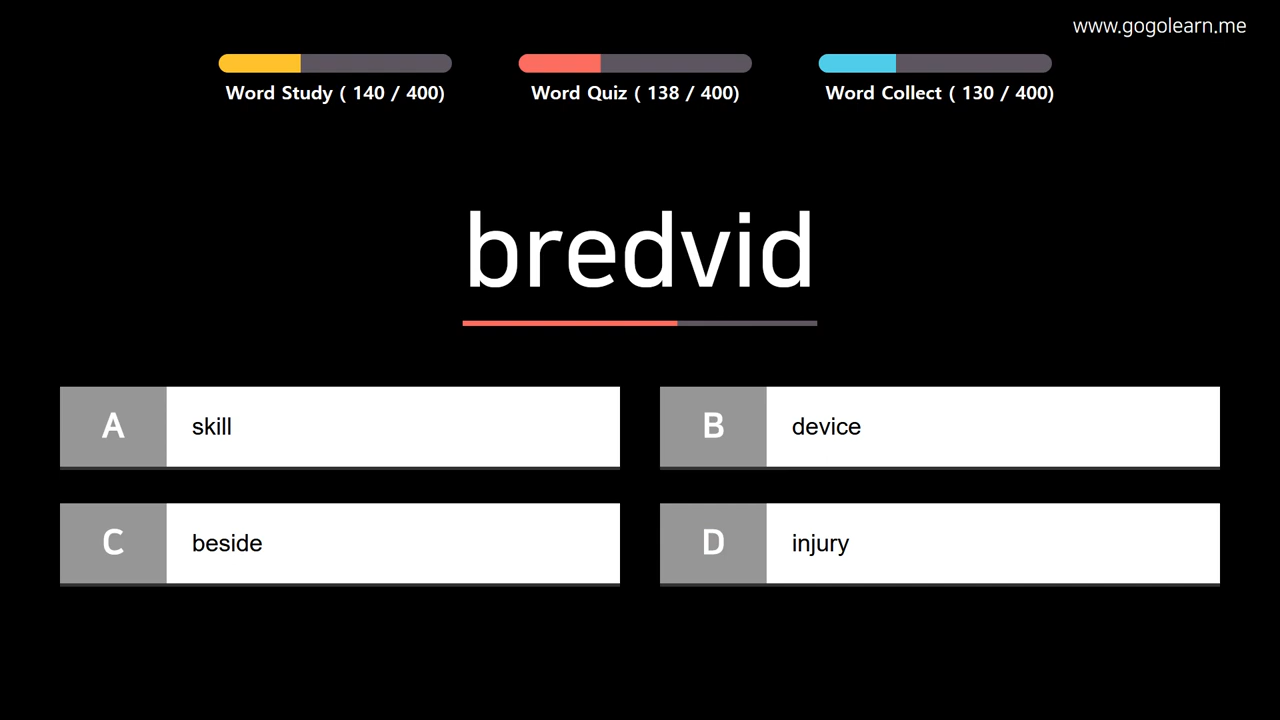 www.gogolearn.me
Word Study ( 140 / 400)
Word Quiz ( 138 / 400)
Word Collect ( 130 / 400)
bredvid
A
skill
B
device
C
beside
D
injury